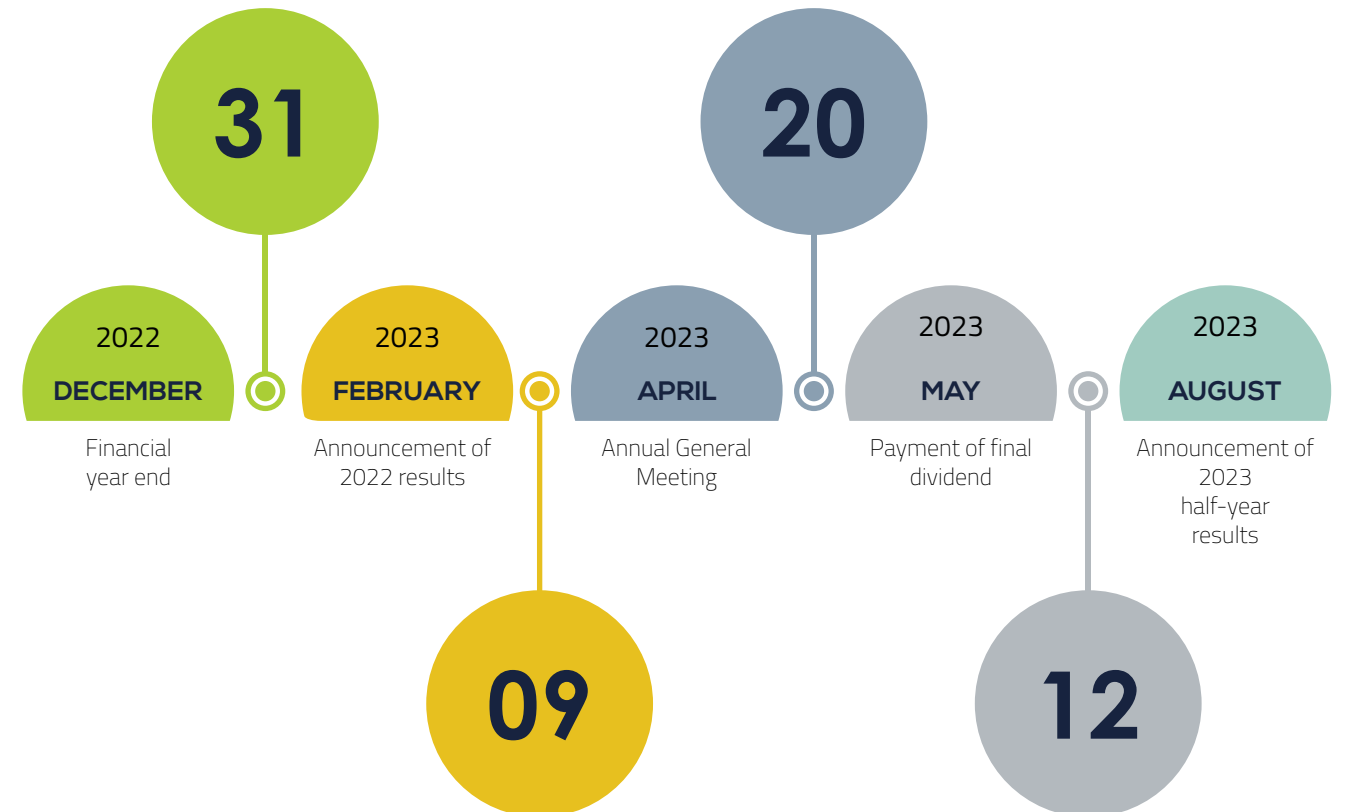 31
20
2022
DECEMBER
Financial
year end
2023
FEBRUARY
Announcement of
2022 results
2023
APRIL
Annual General
Meeting
2023
MAY
Payment of final
dividend
2023
AUGUST
Announcement of
2023
half-year
results
09
12